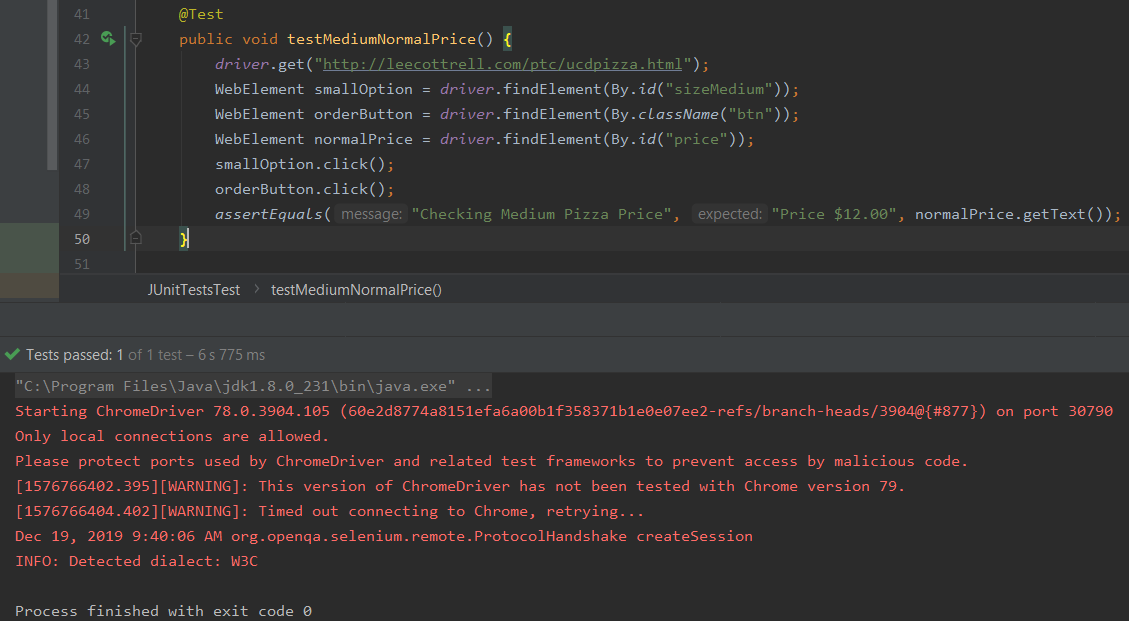 41 @Test
42 public void testMediumNormalPrice() {
43 driver.get("http://leecottrell.com/ptc/ucdpizza.html");
44 WebElement smallOption = driver.findElement(By.id("sizeMedium"));
45 WebElement orderButton = driver.findElement(By.className("btn"));
46 WebElement normalPrice = driver.findElement(By.id("price"));
47 smallOption.click();
48 orderButton.click();
49 assertEquals( message: "Checking Medium Pizza Price", expected: "Price $12.00", normalPrice.getText());
50 }
51
JUnitTestsTest > testMediumNormalPrice()
Tests passed: 1 of 1 test – 6 s 775 ms
"C:\Program Files\Java\jdk1.8.0_231\bin\java.exe" ...
Starting ChromeDriver 78.0.3904.105 (60e2d8774a8151efa6a00b1f358371b1e0e07ee2-refs/branch-heads/3904@{#877}) on port 30790
Only local connections are allowed.
Please protect ports used by ChromeDriver and related test frameworks to prevent access by malicious code.
[1576766402.395][WARNING]: This version of ChromeDriver has not been tested with Chrome version 79.
[1576766404.402][WARNING]: Timed out connecting to Chrome, retrying...
Dec 19, 2019 9:40:06 AM org.openqa.selenium.remote.ProtocolHandshake createSession
INFO: Detected dialect: W3C
Process finished with exit code 0